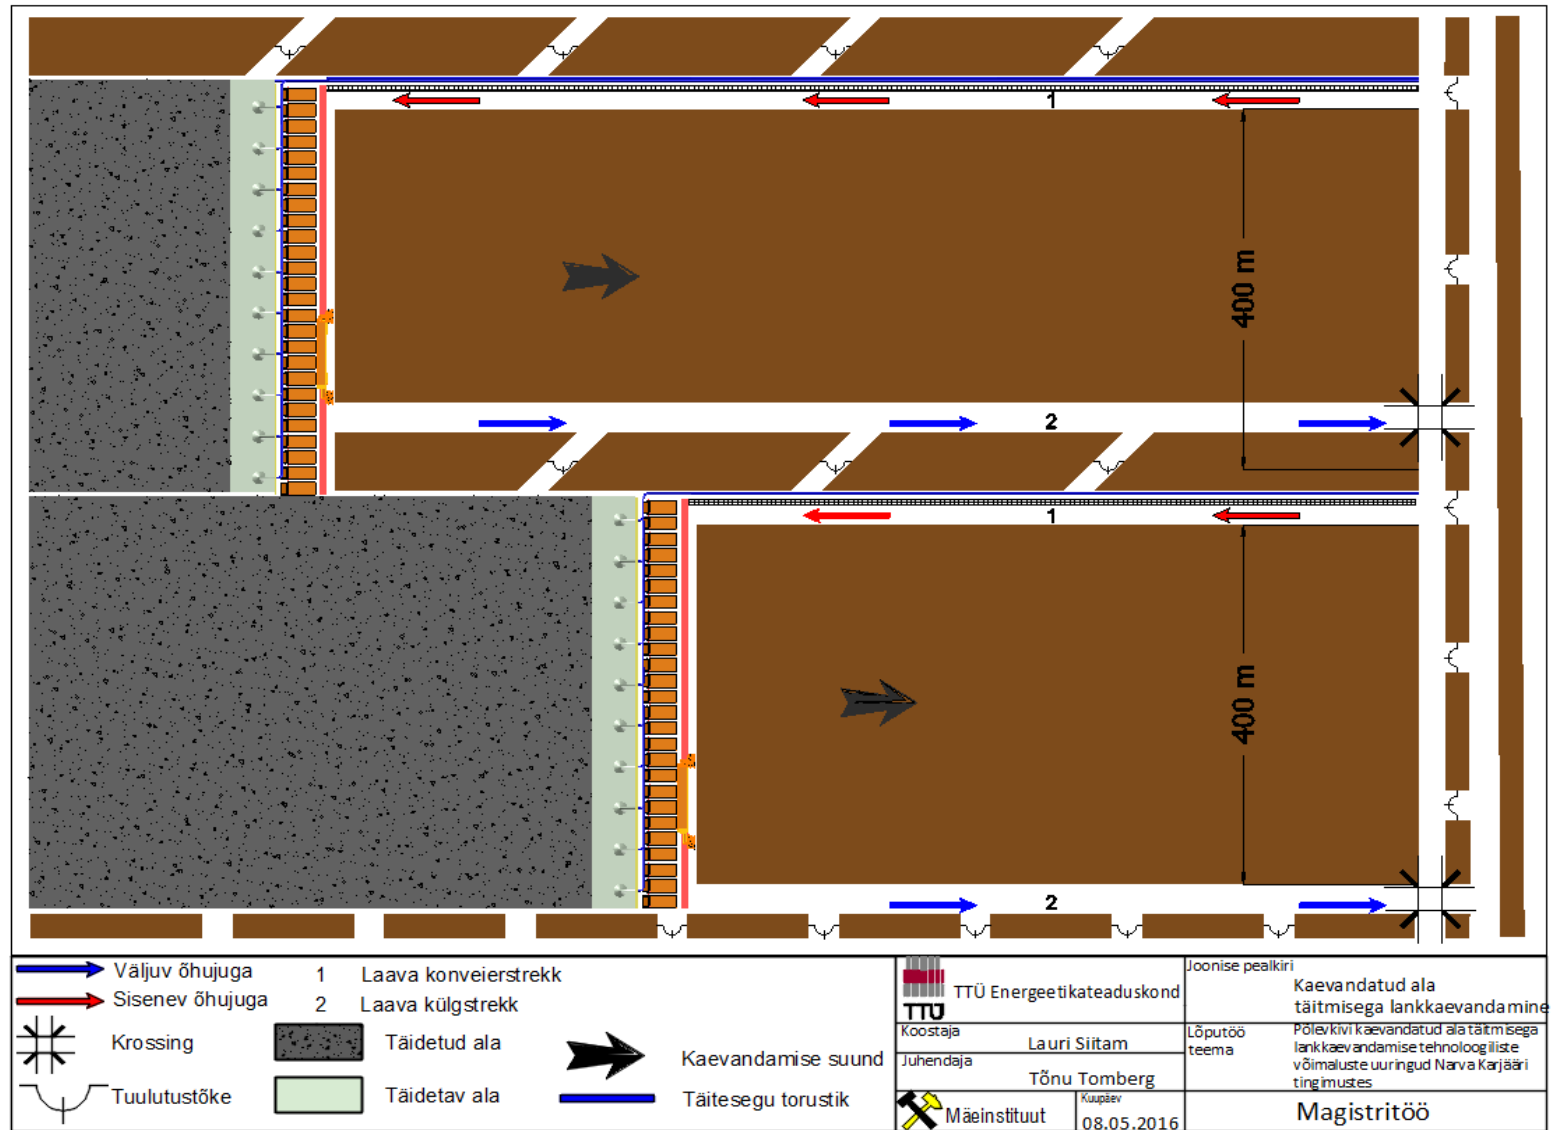 1
400 m
2
1
400 m
2
Väljuv õhujuga
1 Laava konveierstrekk
Sisenev õhujuga
2 Laava külgstrekk
Krossing
Täidetud ala
Kaevandamise suund
Tuulutustõke
Täidetav ala
Täitesegu torustik
TTÜ
TTÜ Energeetikateaduskond
Joonise pealkiri
Kaevandatud ala
täitmisega lankkaevandamine
Koostaja
Lauri Siitam
Juhendaja
Tõnu Tomberg
Lõputöö
teema
Põlevkivi kaevandatud ala täitmisega
lankkaevandamise tehnoloogiliste
võimaluste uuringud Narva Karjääri
tingimustes
Mäeinstituut
Kuupäev
08.05.2016
Magistritöö